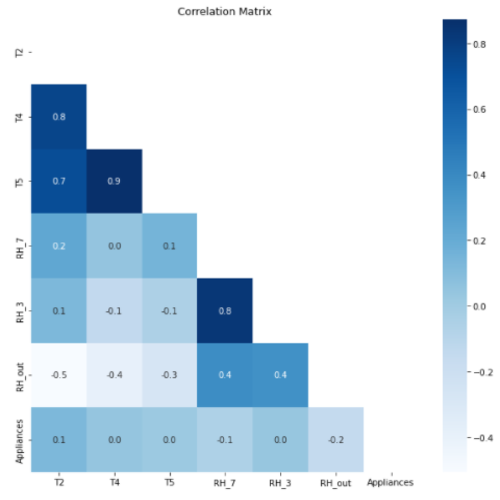 Correlation Matrix
T2
T4 0.8
T5 0.7 0.9
RH_7 0.2 0.0 0.1
RH_3 0.1 -0.1 -0.1 0.8
RH_out -0.5 -0.4 -0.3 0.4 0.4
Appliances 0.1 0.0 0.0 -0.1 0.0 -0.2
T2 T4 T5 RH_7 RH_3 RH_out Appliances
0.8
0.6
0.4
0.2
0.0
-0.2
-0.4